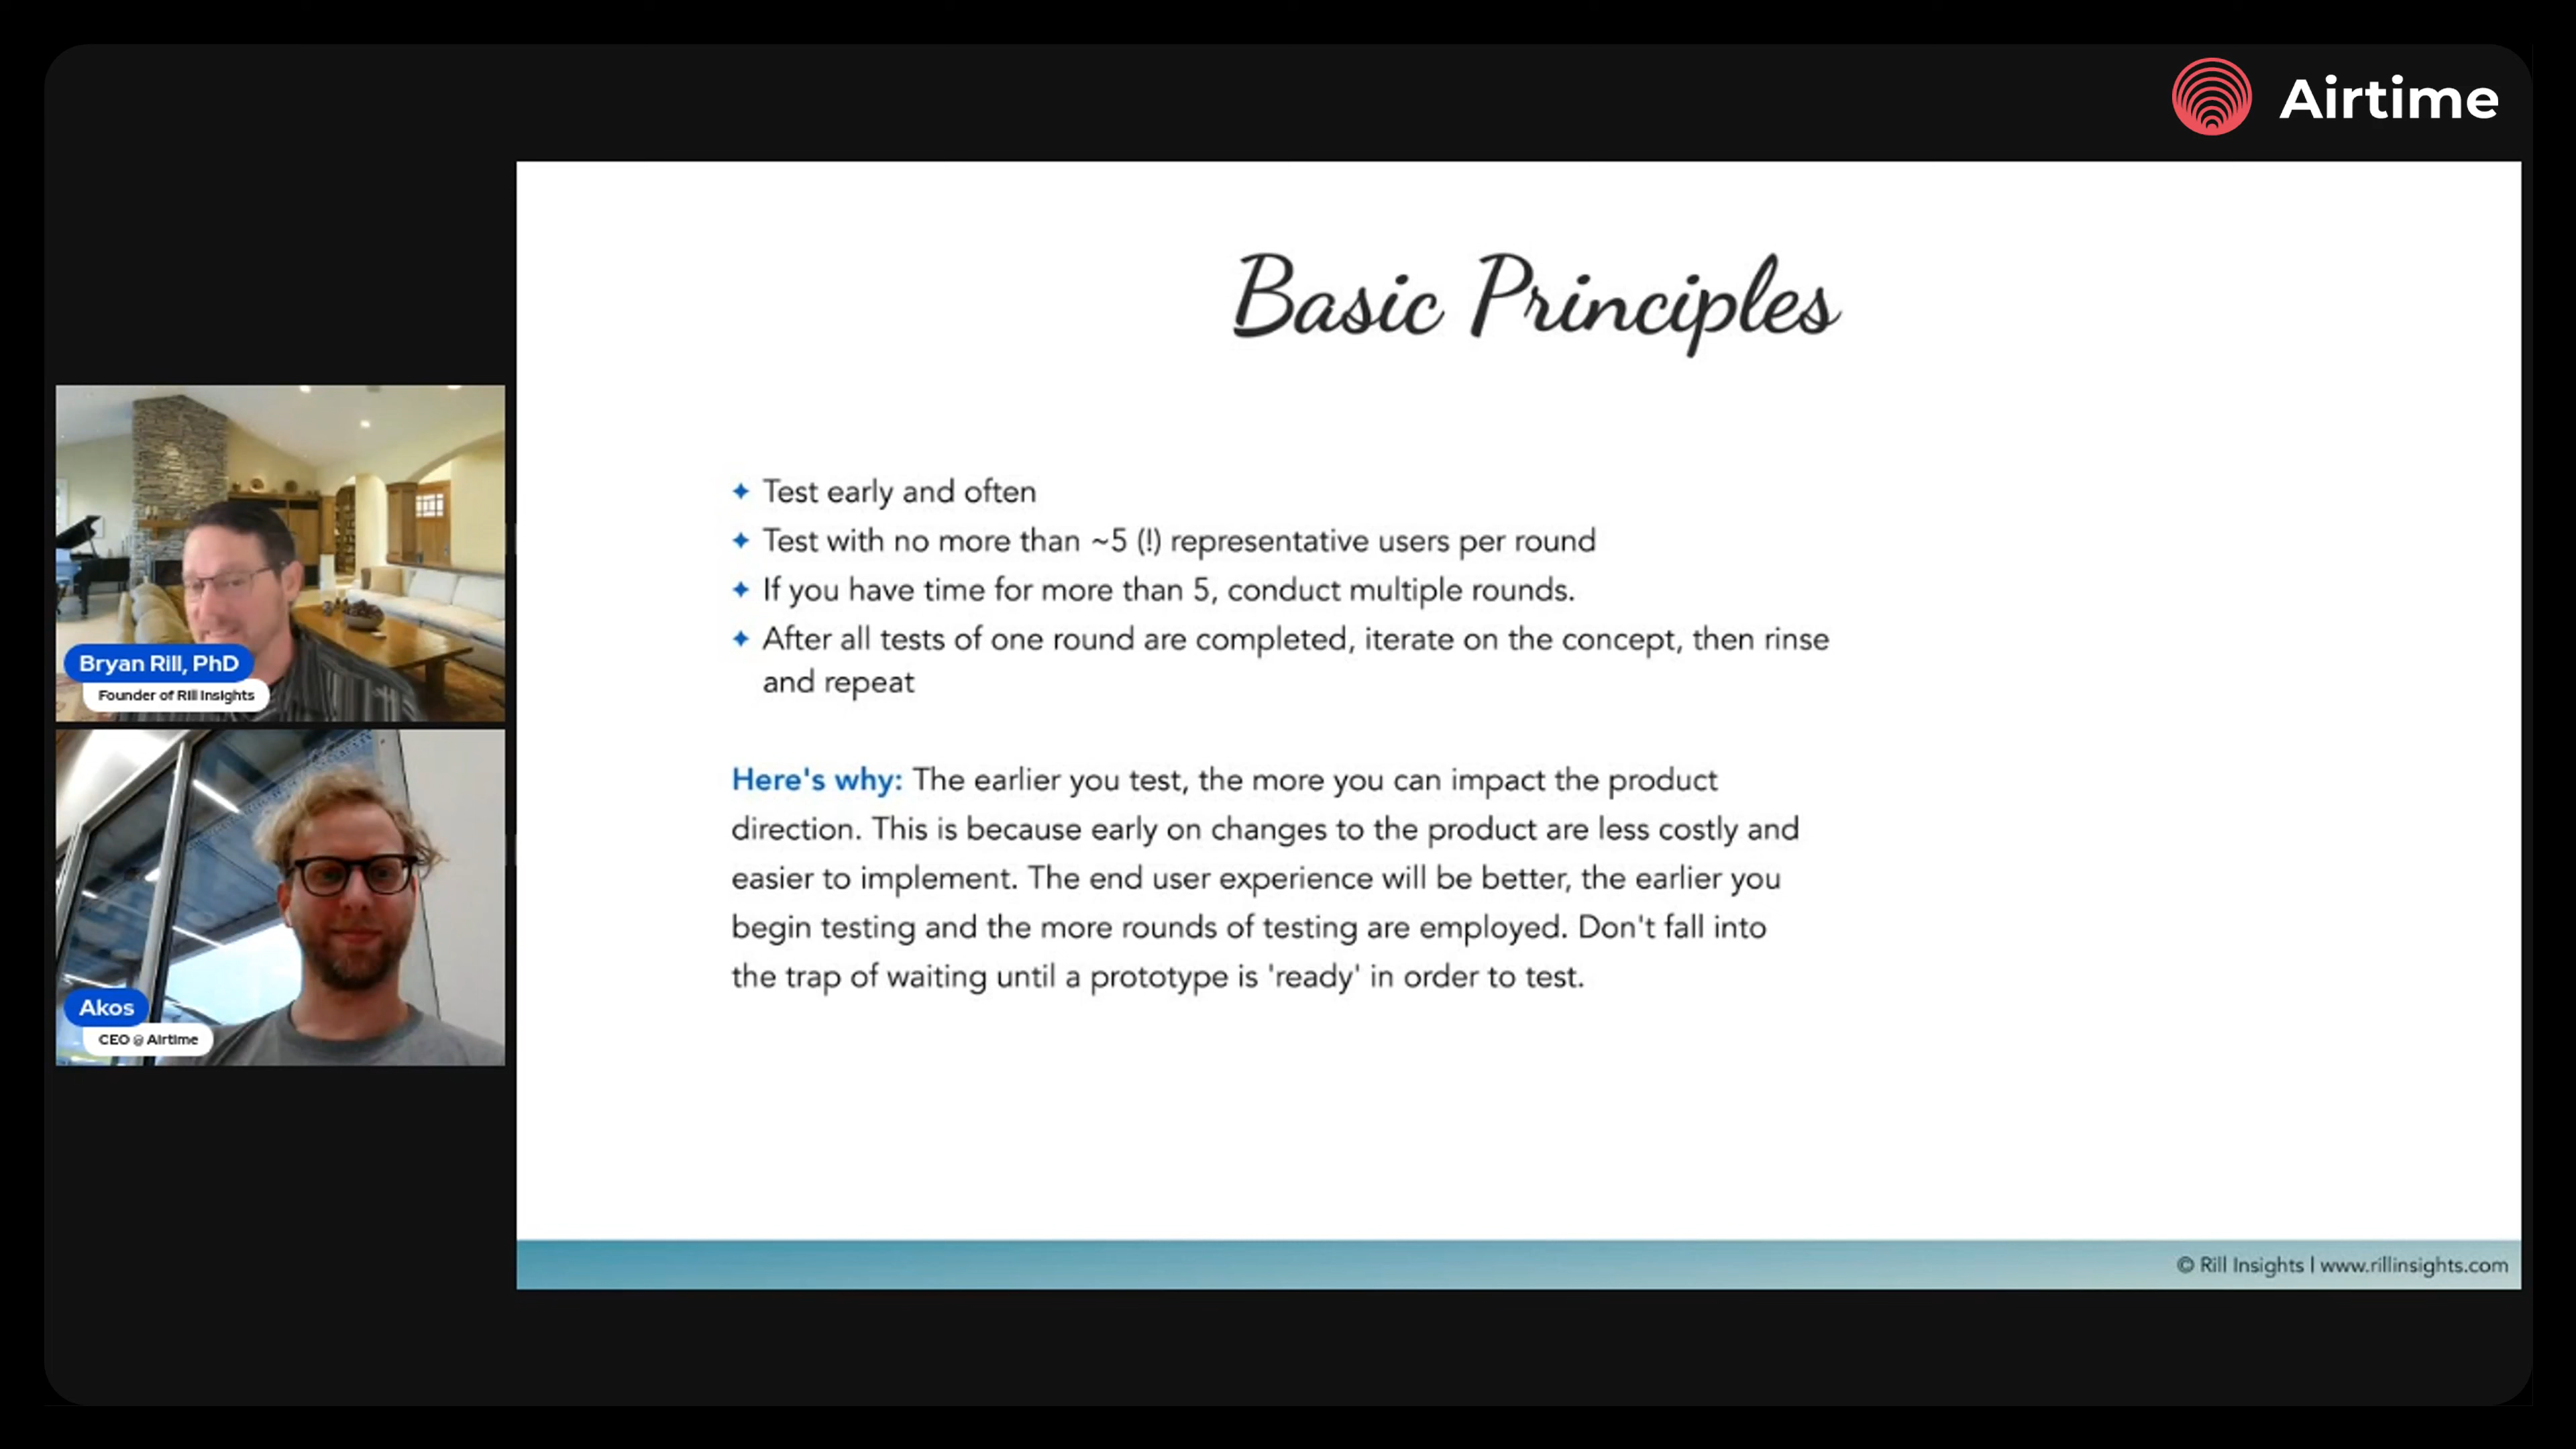 Airtime
Basic Principles
✦ Test early and often
✦ Test with no more than ~5 (!) representative users per round
✦ If you have time for more than 5, conduct multiple rounds.
✦ After all tests of one round are completed, iterate on the concept, then rinse
and repeat
Here's why: The earlier you test, the more you can impact the product
direction. This is because early on changes to the product are less costly and
easier to implement. The end user experience will be better, the earlier you
begin testing and the more rounds of testing are employed. Don't fall into
the trap of waiting until a prototype is 'ready' in order to test.
Bryan Rill, PhD
Founder of Rill Insights
Akos
CEO @ Airtime
© Rill Insights | www.rillinsights.com